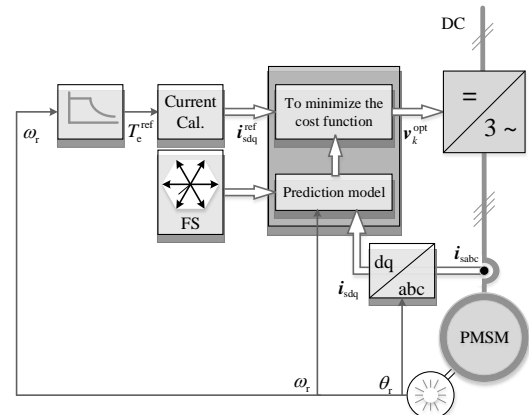 DC
Current
Cal.
To minimize the
cost function
=
3 ~
ω_r
T_e^ref
i_sdq^ref
v_k^opt
FS
Prediction model
i_sabc
dq
abc
i_sdq
PMSM
ω_r
θ_r